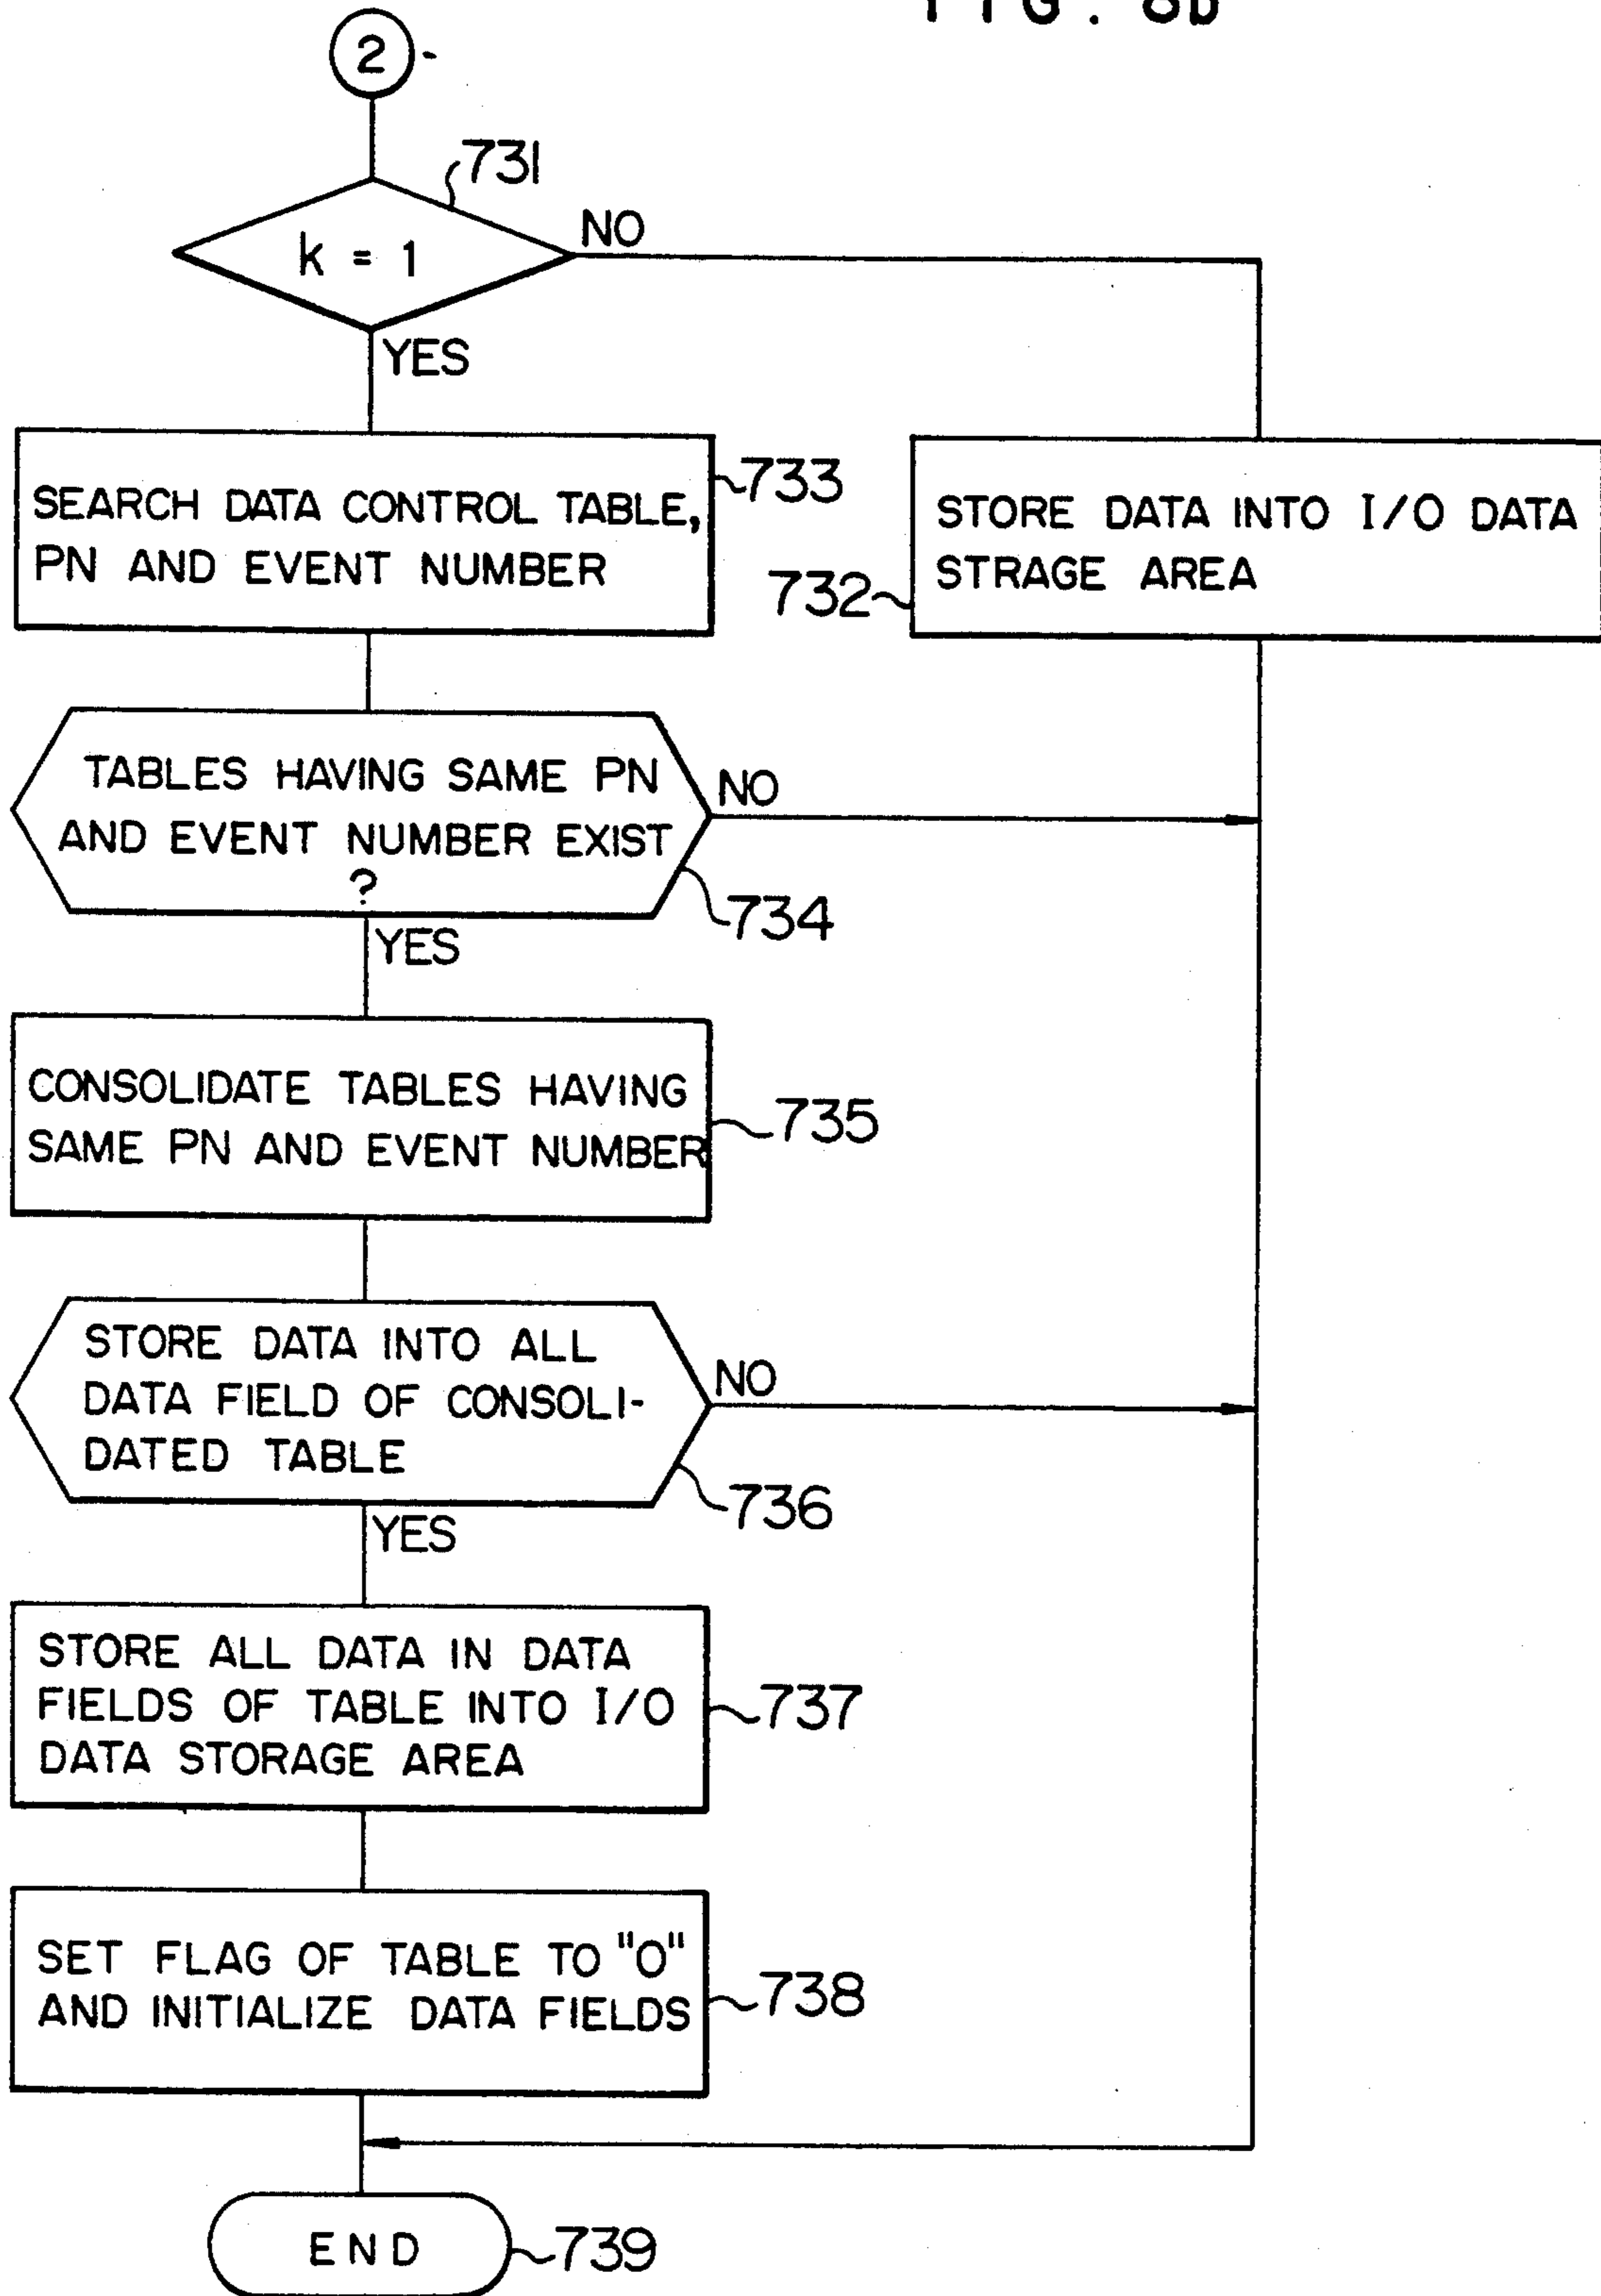 FIG. 8b
2
731
k = 1
NO
YES
SEARCH DATA CONTROL TABLE,
PN AND EVENT NUMBER
733
STORE DATA INTO I/O DATA
STRAGE AREA
732
TABLES HAVING SAME PN
AND EVENT NUMBER EXIST
?
NO
734
YES
CONSOLIDATE TABLES HAVING
SAME PN AND EVENT NUMBER
735
STORE DATA INTO ALL
DATA FIELD OF CONSOLI-
DATED TABLE
NO
736
YES
STORE ALL DATA IN DATA
FIELDS OF TABLE INTO I/O
DATA STORAGE AREA
737
SET FLAG OF TABLE TO "O"
AND INITIALIZE DATA FIELDS
738
END
739